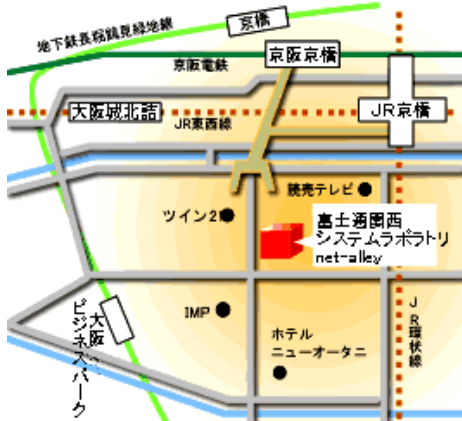 地下鉄長堀鶴見緑地線
京橋
京阪京橋
京阪電鉄
大阪城北詰
JR東西線
JR京橋
読売テレビ
ツイン21
富士通関西
システムラボラトリ
net-alley
大阪
ビジネスパーク
IMP
ホテル
ニューオータニ
JR環状線